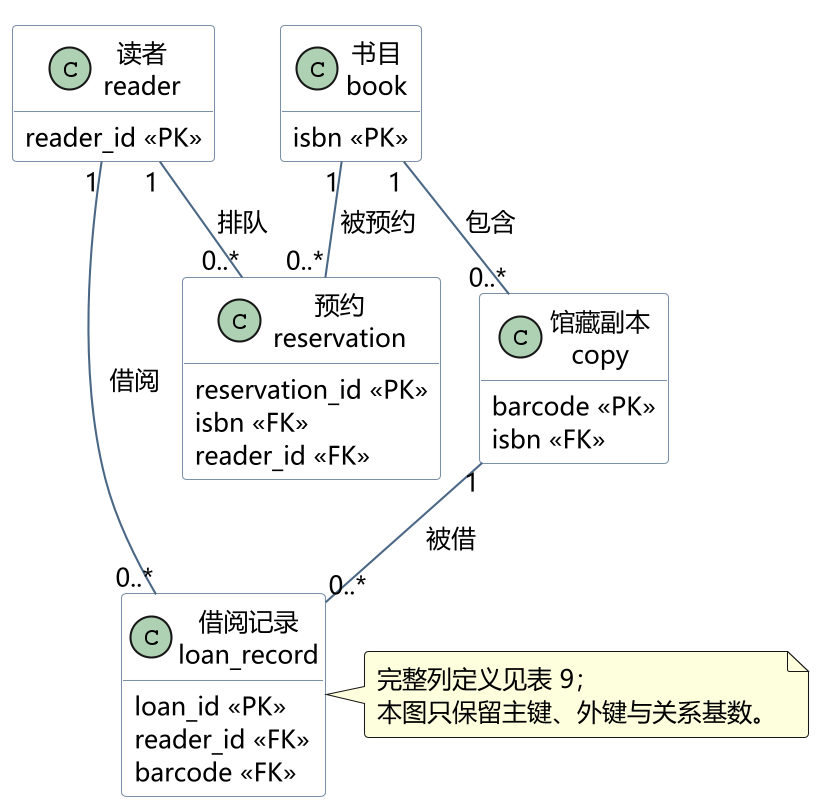 C
读者
reader
reader_id «PK»
C
书目
book
isbn «PK»
1
1
1
1
排队
被预约
包含
0..*
0..*
0..*
C
预约
reservation
reservation_id «PK»
isbn «FK»
reader_id «FK»
C
馆藏副本
copy
barcode «PK»
isbn «FK»
借阅
1
被借
0..*
0..*
C
借阅记录
loan_record
loan_id «PK»
reader_id «FK»
barcode «FK»
完整列定义见表 9；
本图只保留主键、外键与关系基数。